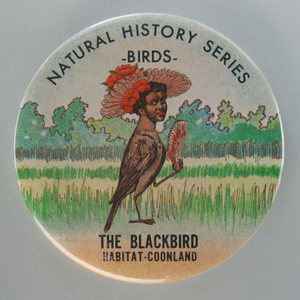 NATURAL HISTORY SERIES
-BIRDS-
THE BLACKBIRD
HABITAT-COONLAND